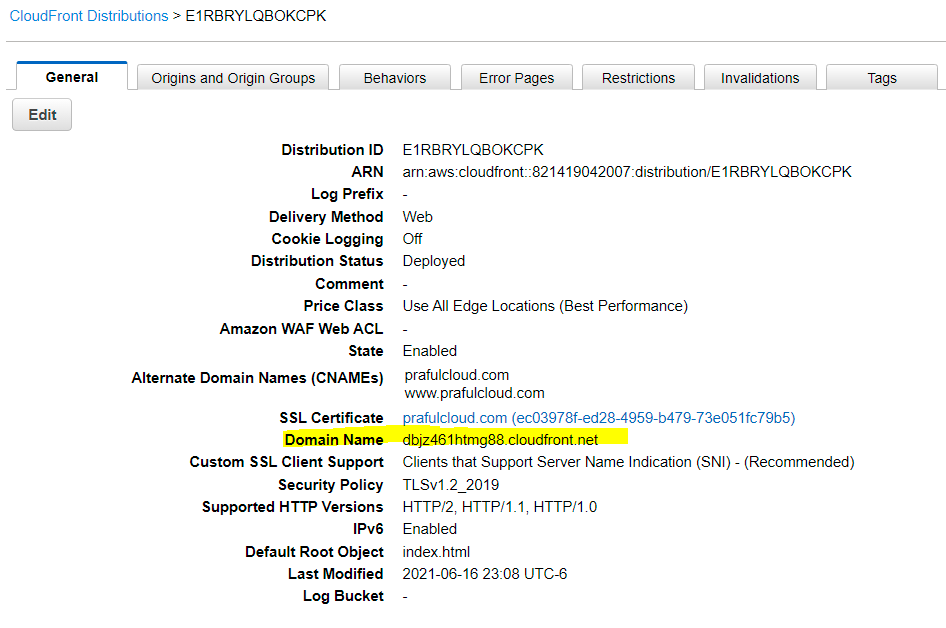 CloudFront Distributions > E1RBRYLQBOKCPK
General Origins and Origin Groups Behaviors Error Pages Restrictions Invalidations Tags
Edit
Distribution ID E1RBRYLQBOKCPK
ARN arn:aws:cloudfront::821419042007:distribution/E1RBRYLQBOKCPK
Log Prefix -
Delivery Method Web
Cookie Logging Off
Distribution Status Deployed
Comment -
Price Class Use All Edge Locations (Best Performance)
Amazon WAF Web ACL -
State Enabled
Alternate Domain Names (CNAMEs) prafulcloud.com
www.prafulcloud.com
SSL Certificate prafulcloud.com (ec03978f-ed28-4959-b479-73e051fc79b5)
Domain Name dbjz461htmg88.cloudfront.net
Custom SSL Client Support Clients that Support Server Name Indication (SNI) - (Recommended)
Security Policy TLSv1.2_2019
Supported HTTP Versions HTTP/2, HTTP/1.1, HTTP/1.0
IPv6 Enabled
Default Root Object index.html
Last Modified 2021-06-16 23:08 UTC-6
Log Bucket -